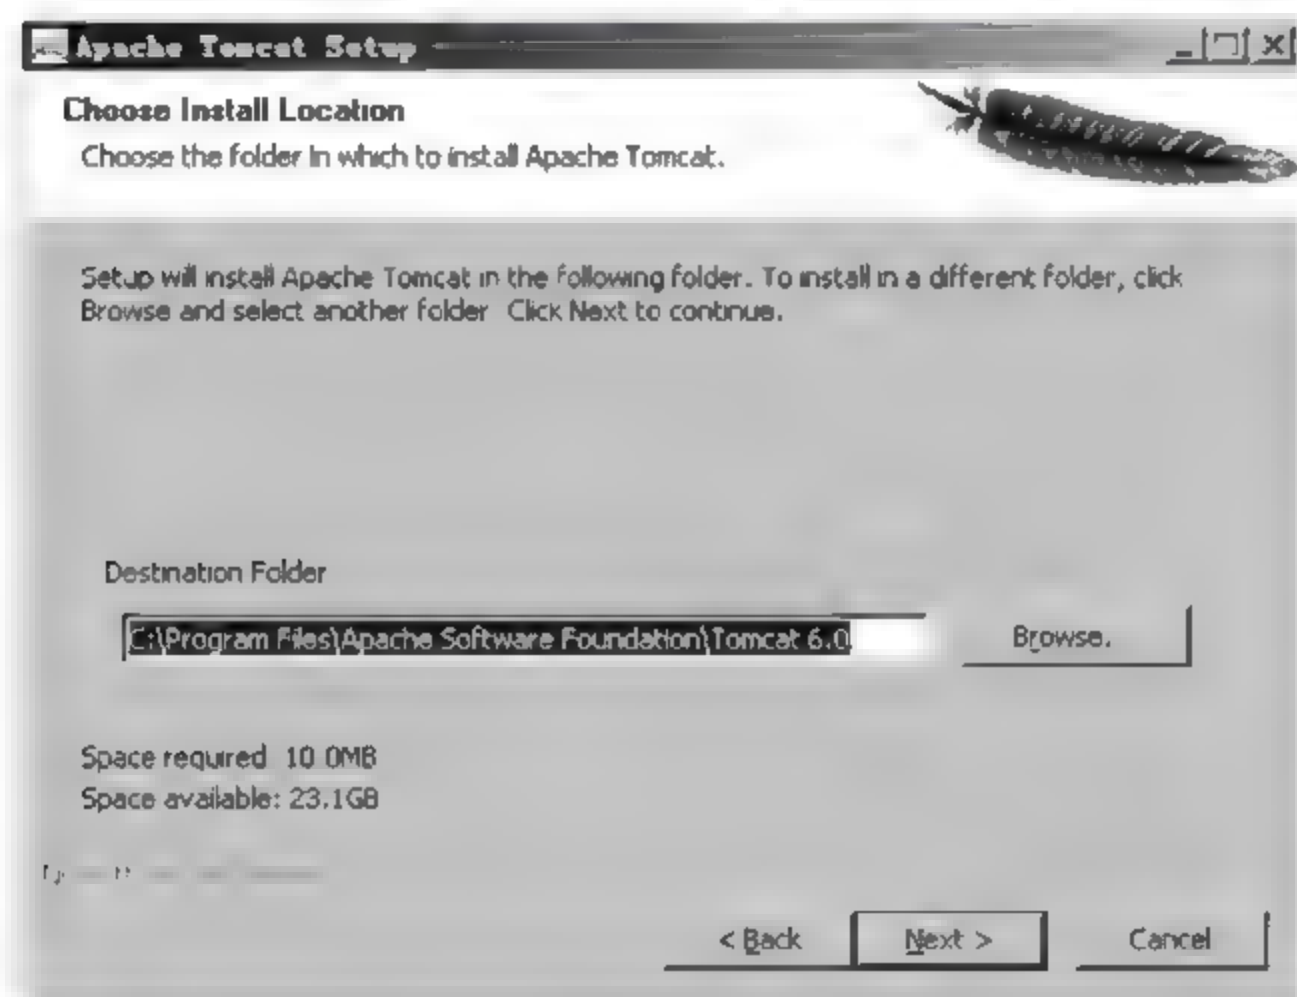 Apache Tomcat Setup
Choose Install Location
Choose the folder in which to install Apache Tomcat.
Setup will install Apache Tomcat in the following folder. To install in a different folder, click
Browse and select another folder Click Next to continue.
Destination Folder
C:\Program Files\Apache Software Foundation\Tomcat 6.0
Browse.
Space required 10 0MB
Space available: 23.1GB
< Back
Next >
Cancel